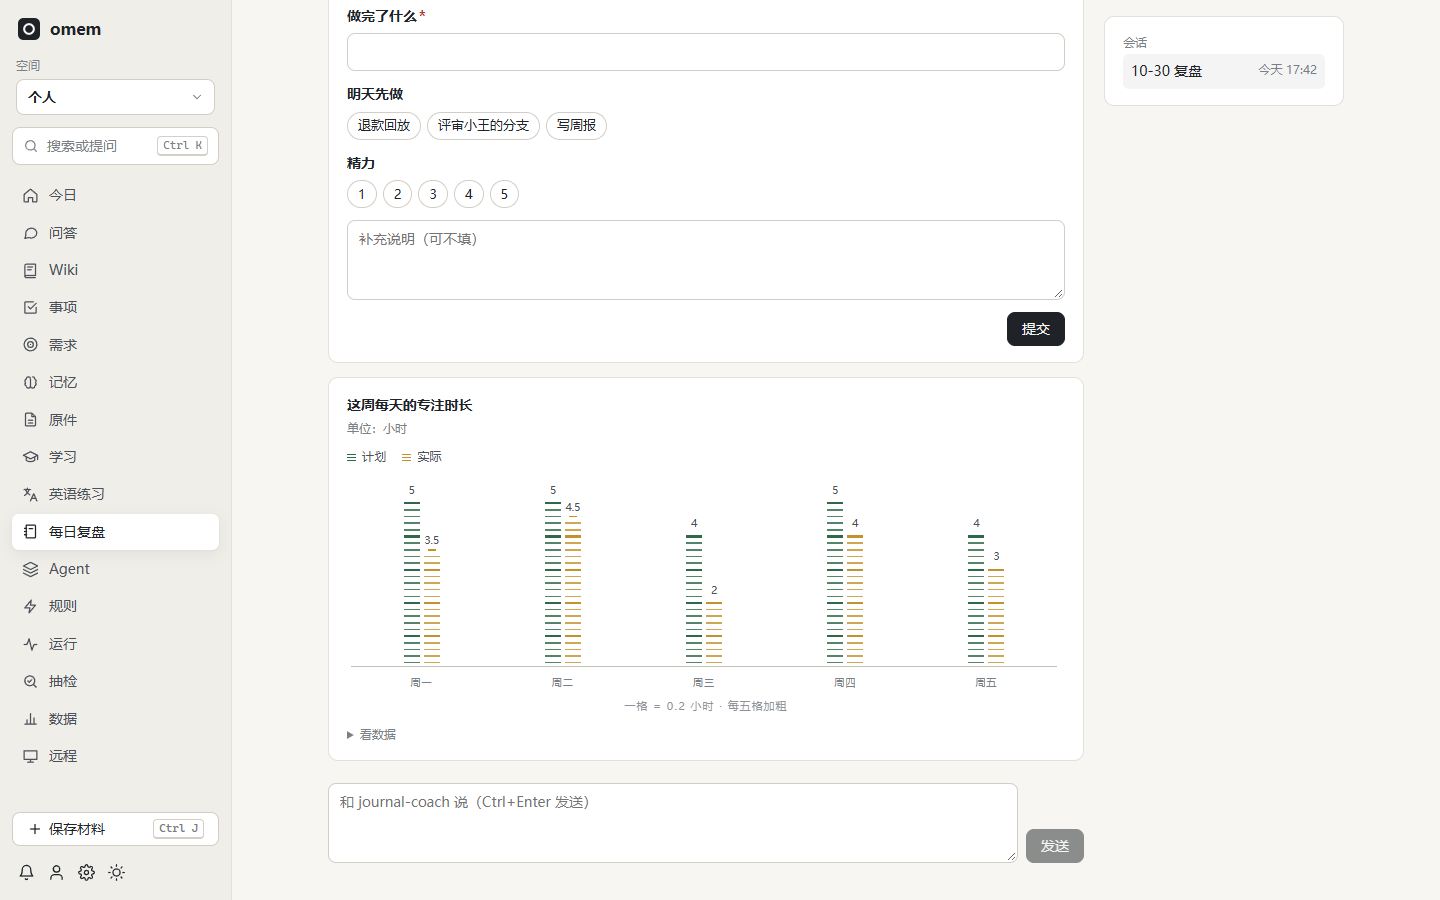 omem
空间
个人
搜索或提问 Ctrl K
今日
问答
Wiki
事项
需求
记忆
原件
学习
英语练习
每日复盘
Agent
规则
运行
抽检
数据
远程
保存材料 Ctrl J
做完了什么*
明天先做
退款回放 评审小王的分支 写周报
精力
1 2 3 4 5
补充说明（可不填）
提交
这周每天的专注时长
单位：小时
计划 实际
5 3.5 5 4.5 4 2 5 4 4 3
周一 周二 周三 周四 周五
一格 = 0.2 小时 · 每五格加粗
看数据
和 journal-coach 说（Ctrl+Enter 发送）
发送
会话
10-30 复盘 今天 17:42